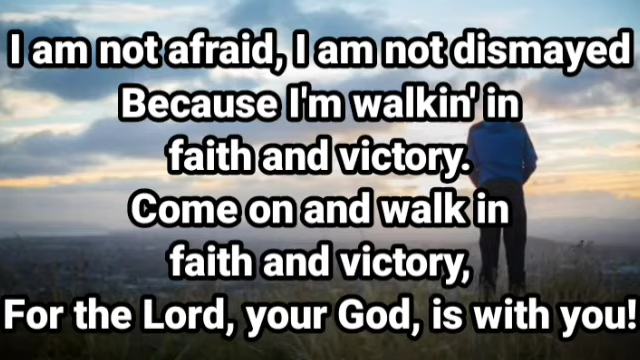 I am not afraid, I am not dismayed
Because I'm walkin' in
faith and victory.
Come on and walk in
faith and victory,
For the Lord, your God, is with you!